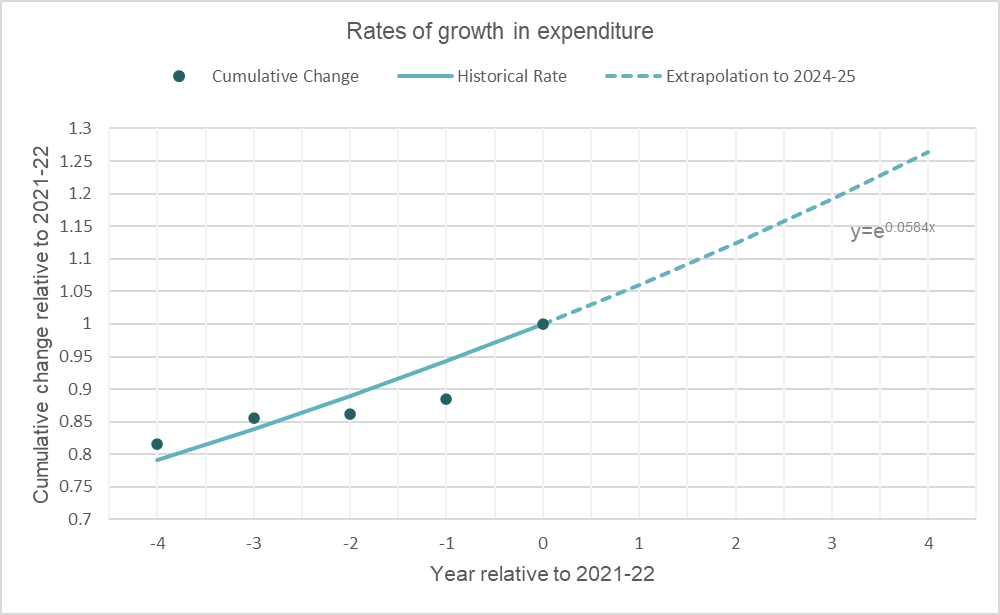 Rates of growth in expenditure
Cumulative Change Historical Rate Extrapolation to 2024-25
Cumulative change relative to 2021-22
1.3
1.25
1.2
1.15
1.1
1.05
1
0.95
0.9
0.85
0.8
0.75
0.7
y=e^0.0584x
-4 -3 -2 -1 0 1 2 3 4
Year relative to 2021-22